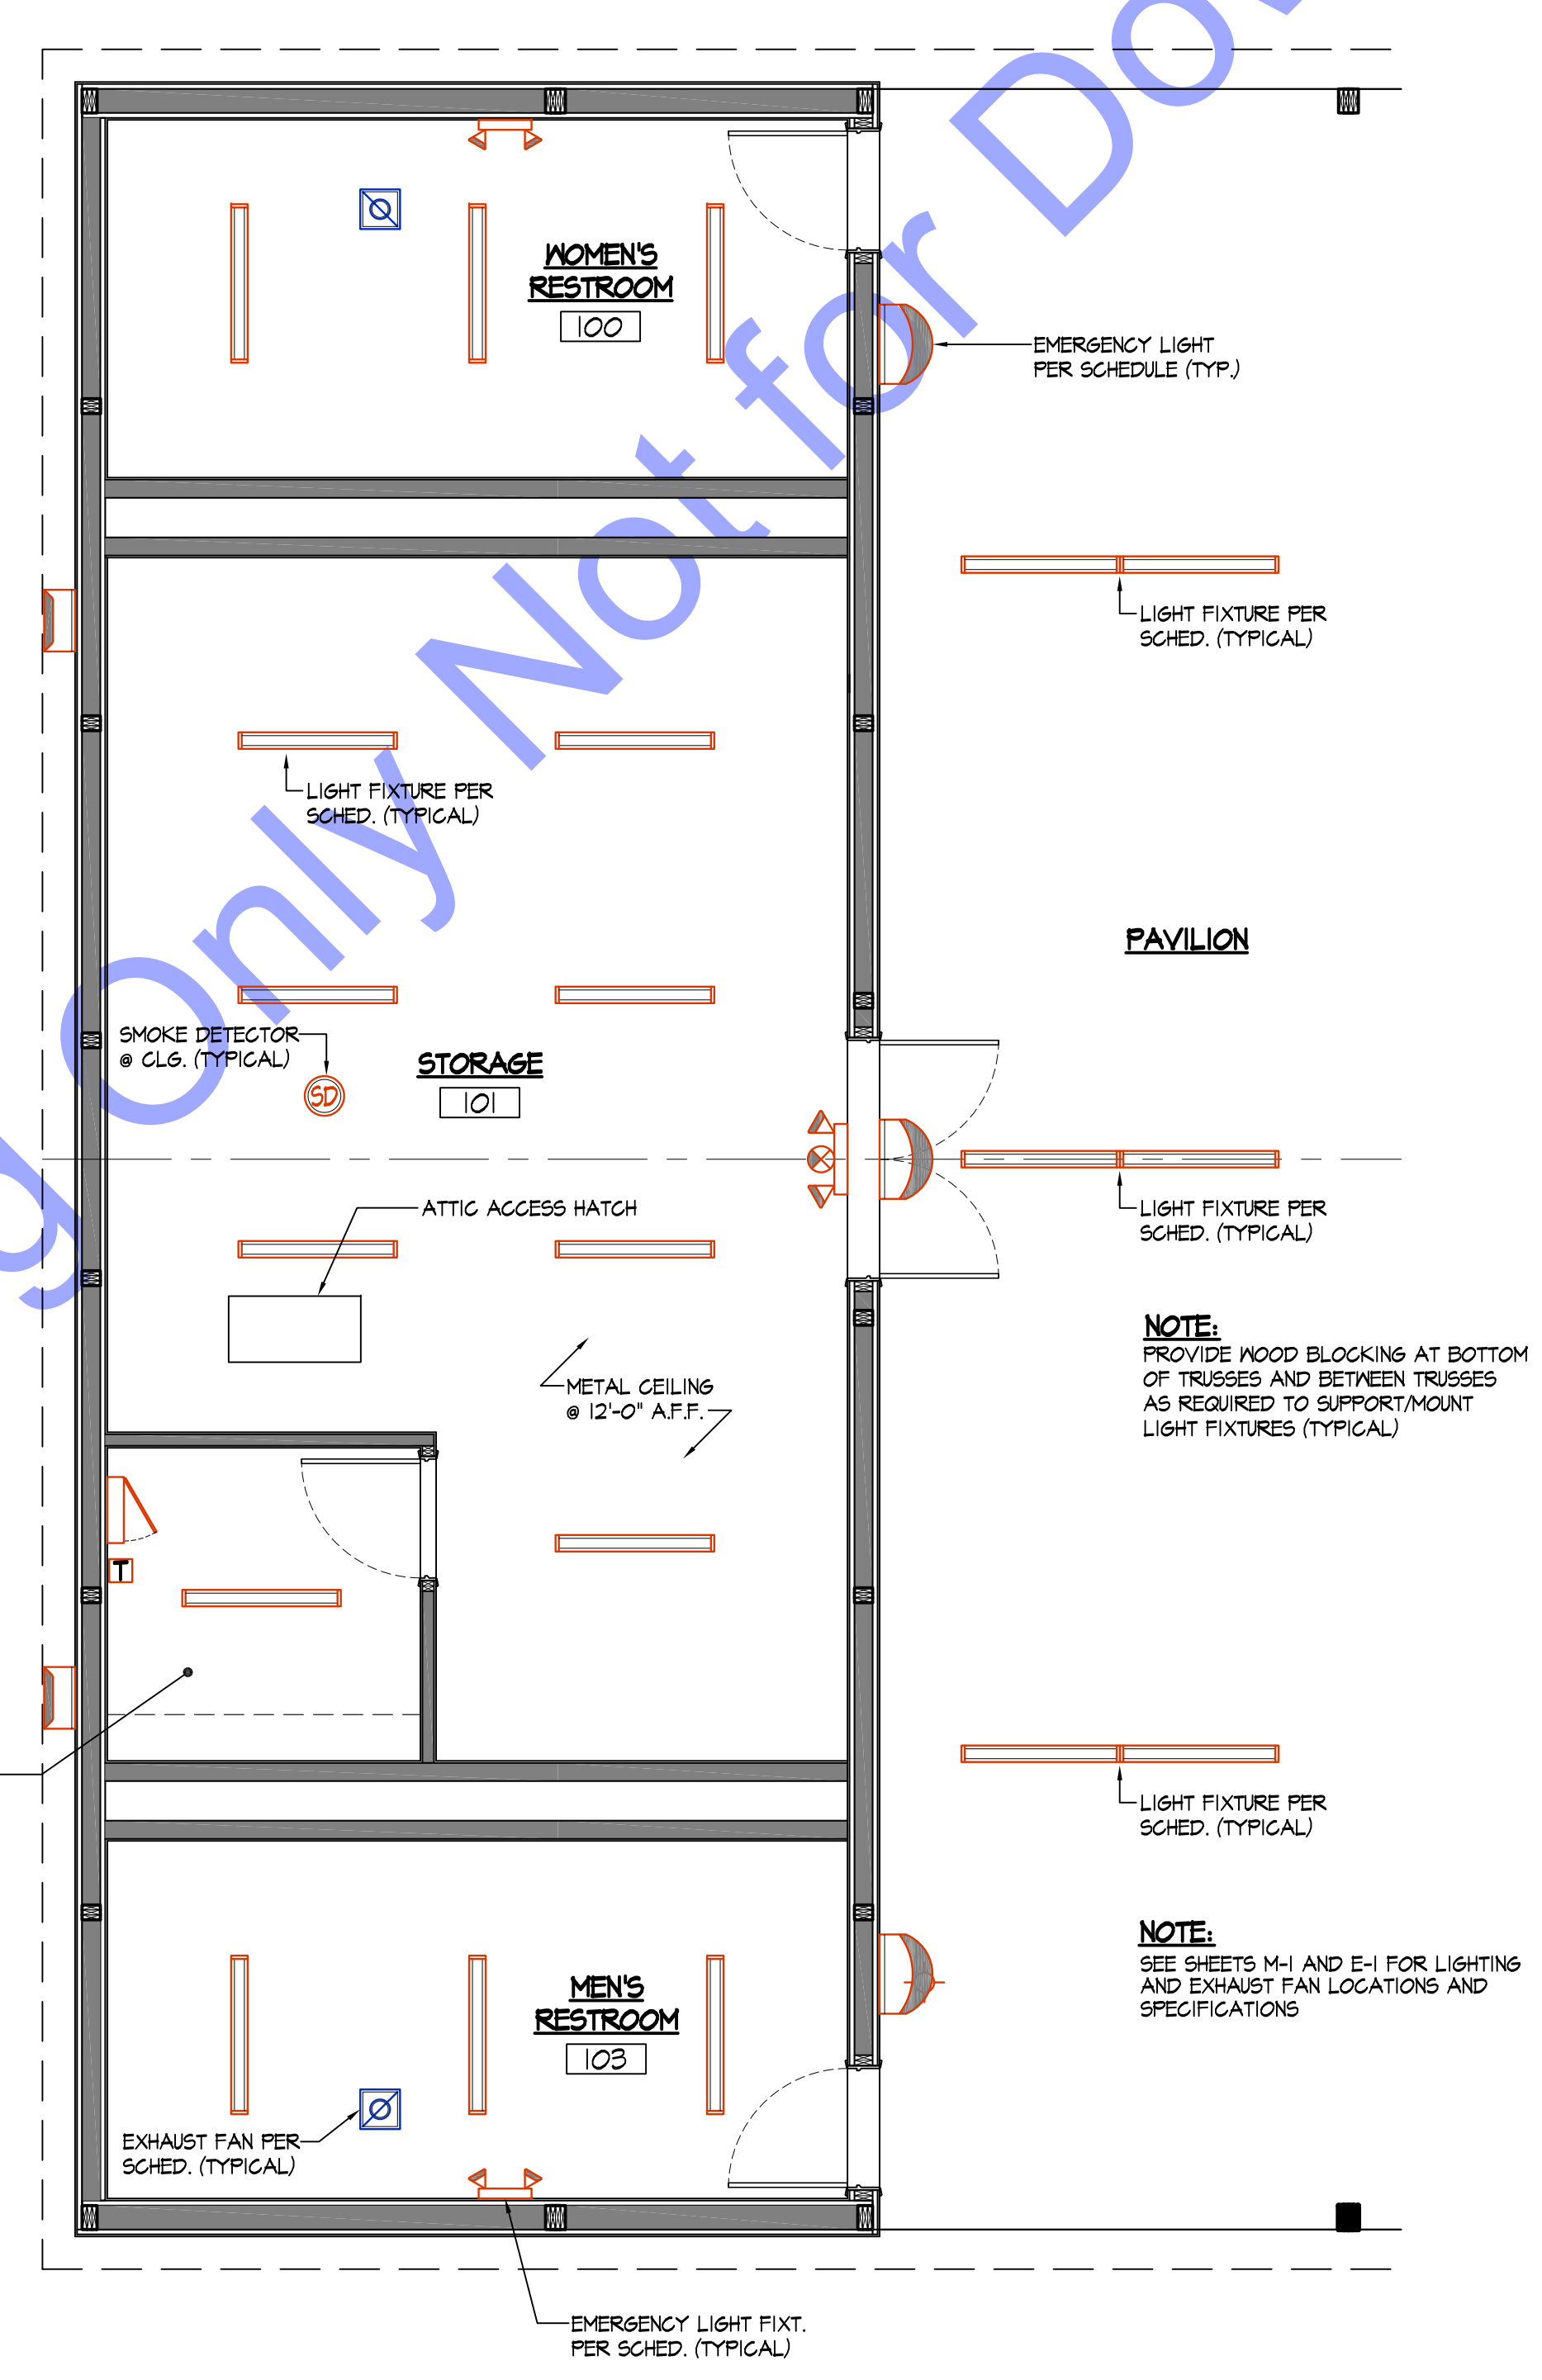 WOMEN'S
RESTROOM
100
EMERGENCY LIGHT
PER SCHEDULE (TYP.)
LIGHT FIXTURE PER
SCHED. (TYPICAL)
LIGHT FIXTURE PER
SCHED. (TYPICAL)
PAVILION
SMOKE DETECTOR
@ CLG. (TYPICAL)
SD
STORAGE
101
ATTIC ACCESS HATCH
LIGHT FIXTURE PER
SCHED. (TYPICAL)
NOTE:
PROVIDE WOOD BLOCKING AT BOTTOM
OF TRUSSES AND BETWEEN TRUSSES
AS REQUIRED TO SUPPORT/MOUNT
LIGHT FIXTURES (TYPICAL)
METAL CEILING
@ 12'-0" A.F.F.
T
LIGHT FIXTURE PER
SCHED. (TYPICAL)
NOTE:
SEE SHEETS M-1 AND E-1 FOR LIGHTING
AND EXHAUST FAN LOCATIONS AND
SPECIFICATIONS
MEN'S
RESTROOM
103
EXHAUST FAN PER
SCHED. (TYPICAL)
EMERGENCY LIGHT FIXT.
PER SCHED. (TYPICAL)
Only Not for